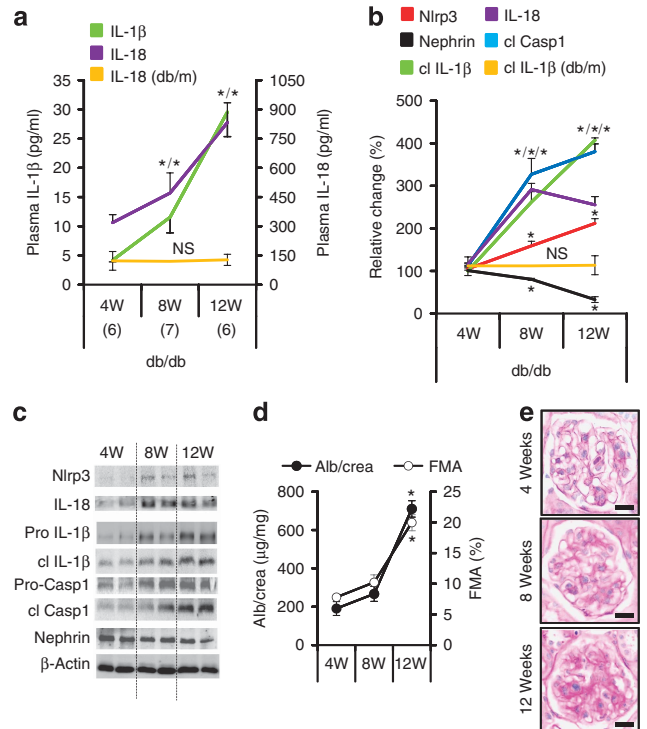 a
IL-1β
IL-18
IL-18 (db/m)
Plasma IL-1β (pg/ml)
35
30
25
20
15
10
5
0
1050
900
750
600
450
300
150
0
Plasma IL-18 (pg/ml)
*/*
*/*
NS
4W 8W 12W
(6) (7) (6)
db/db
b
Nlrp3 IL-18
Nephrin cl Casp1
cl IL-1β cl IL-1β (db/m)
Relative change (%)
500
400
300
200
100
0
*/*/*
*/*/*
*
*
NS
*
*
4W 8W 12W
db/db
c
4W 8W 12W
Nlrp3
IL-18
Pro IL-1β
cl IL-1β
Pro-Casp1
cl Casp1
Nephrin
β-Actin
d
Alb/crea FMA
Alb/crea (μg/mg)
800
600
400
200
0
25
20
15
10
5
0
FMA (%)
*
*
4W 8W 12W
e
4 Weeks
8 Weeks
12 Weeks